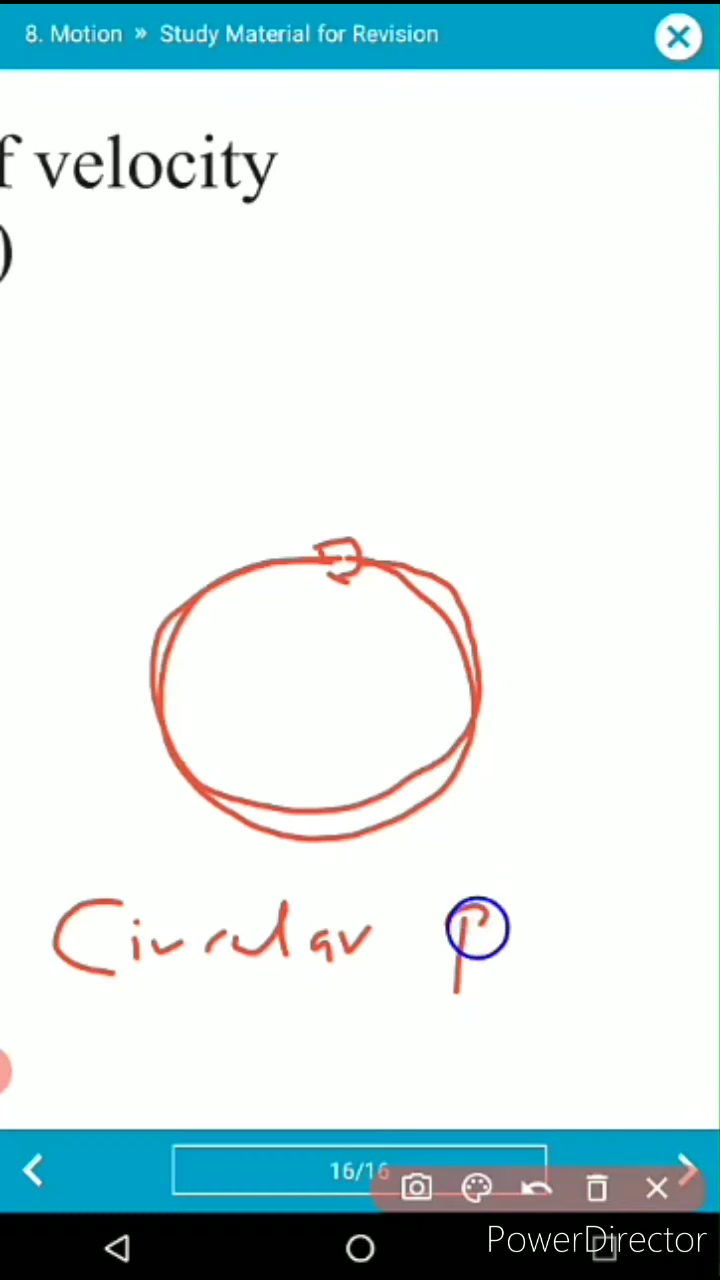 8. Motion » Study Material for Revision
f velocity
)
Circular P
16/16
PowerDirector